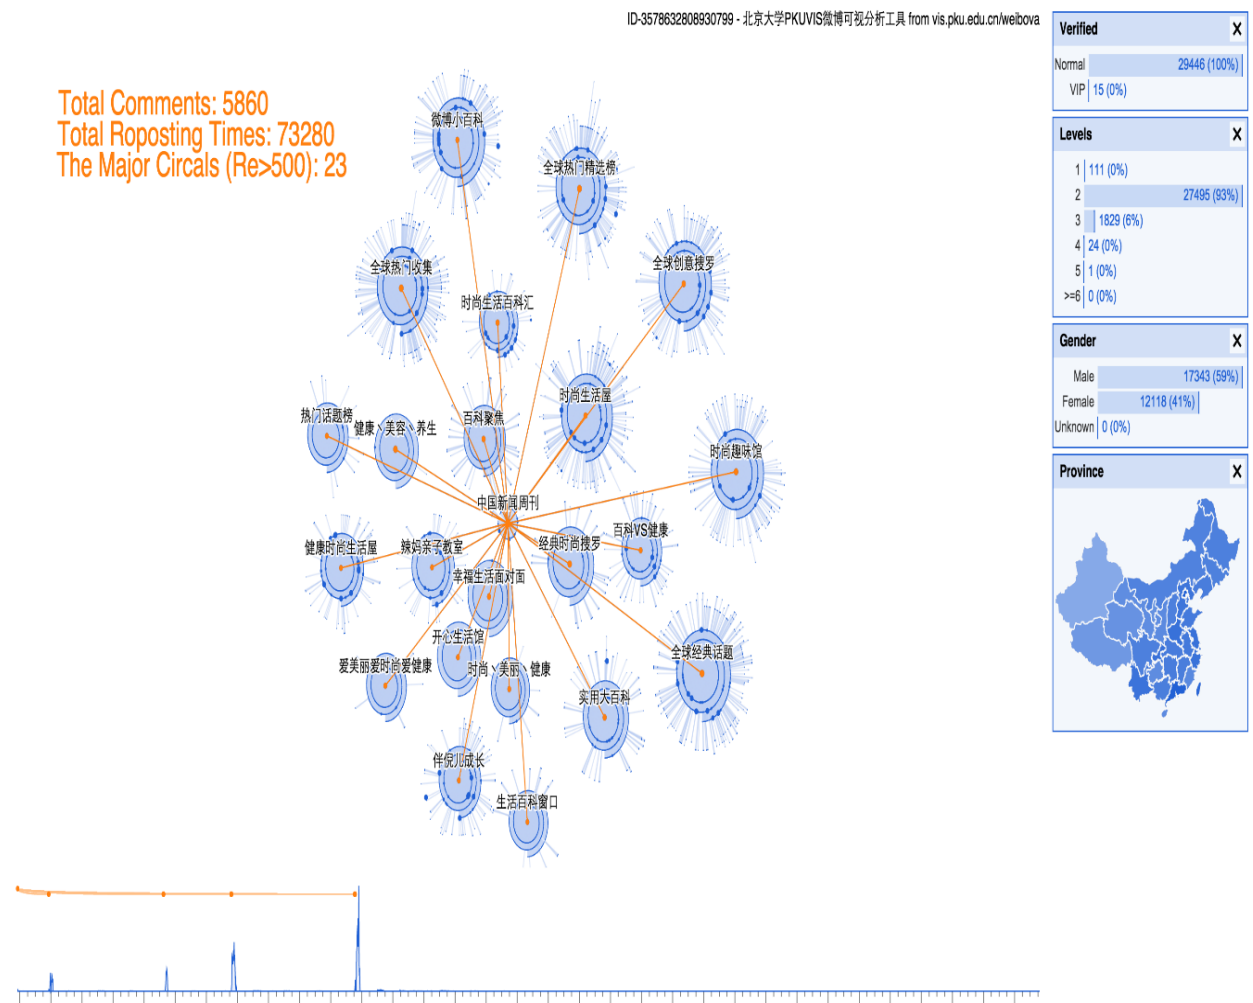 ID-3578632808930799 - 北京大学PKUVIS微博可视分析工具 from vis.pku.edu.cn/weibova
Total Comments: 5860
Total Roposting Times: 73280
The Major Circals (Re>500): 23
微博小百科
全球热门精选榜
全球热门收集
全球创意搜罗
时尚生活百科汇
时尚生活屋
热门话题榜
健康丶美容丶养生
百科聚焦
时尚趣味馆
中国新闻周刊
百科VS健康
健康时尚生活屋
辣妈亲子教室
经典时尚搜罗
幸福生活面对面
开心生活馆
爱美丽爱时尚爱健康
时尚丶美丽丶健康
全球经典话题
实用大百科
伴倪儿成长
生活百科窗口
Verified X
Normal 29446 (100%)
VIP 15 (0%)
Levels X
1 111 (0%)
2 27495 (93%)
3 1829 (6%)
4 24 (0%)
5 1 (0%)
>=6 0 (0%)
Gender X
Male 17343 (59%)
Female 12118 (41%)
Unknown 0 (0%)
Province X